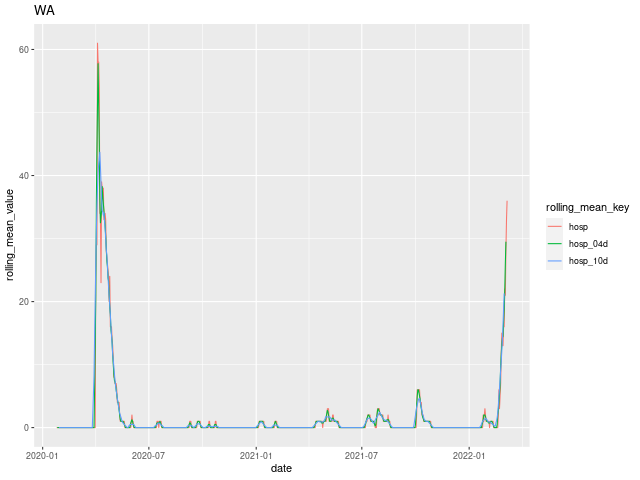 WA
60
40
20
0
rolling_mean_value
2020-01
2020-07
2021-01
2021-07
2022-01
date
rolling_mean_key
hosp
hosp_04d
hosp_10d